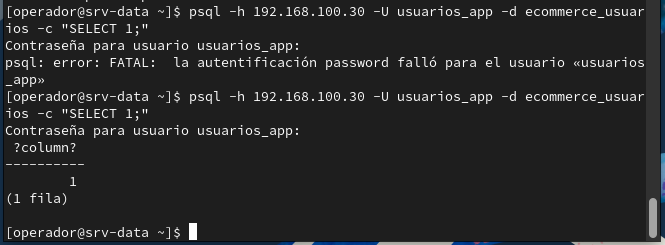 [operador@srv-data ~]$ psql -h 192.168.100.30 -U usuarios_app -d ecommerce_usuar
ios -c "SELECT 1;"
Contraseña para usuario usuarios_app:
psql: error: FATAL:  la autentificación password falló para el usuario «usuarios
_app»
[operador@srv-data ~]$ psql -h 192.168.100.30 -U usuarios_app -d ecommerce_usuar
ios -c "SELECT 1;"
Contraseña para usuario usuarios_app:
 ?column?
----------
        1
(1 fila)

[operador@srv-data ~]$